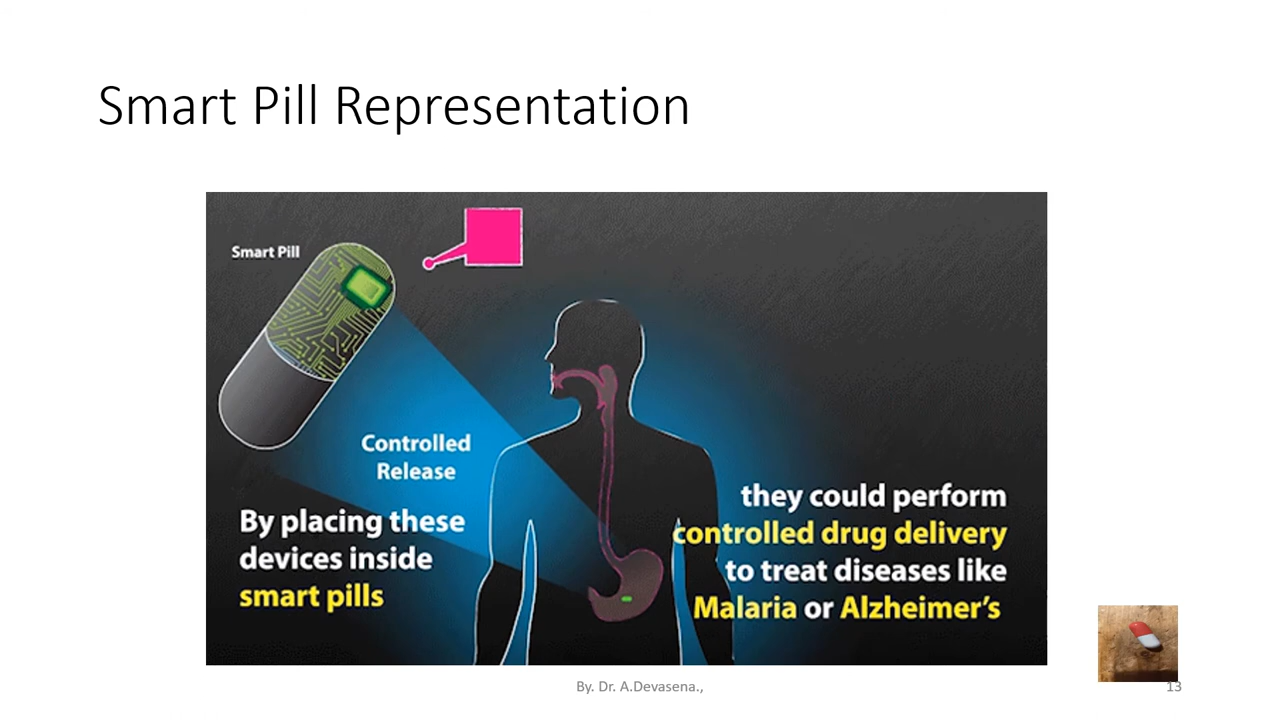 Smart Pill Representation
Smart Pill
Controlled
Release
By placing these
devices inside
smart pills
they could perform
controlled drug delivery
to treat diseases like
Malaria or Alzheimer’s
By. Dr. A.Devasena.,
13